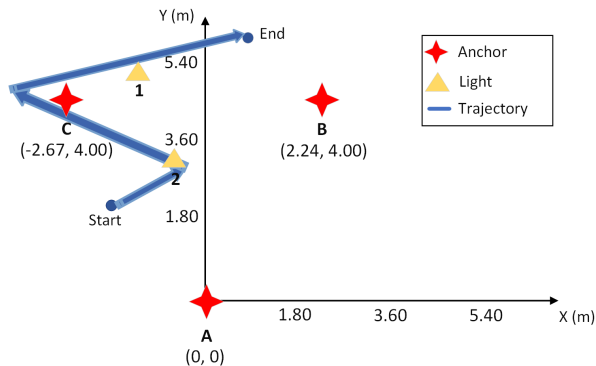 Y (m)
End
5.40
1
Anchor
Light
Trajectory
C
(-2.67, 4.00)
3.60
B
(2.24, 4.00)
2
Start
1.80
1.80
3.60
5.40
X (m)
A
(0, 0)